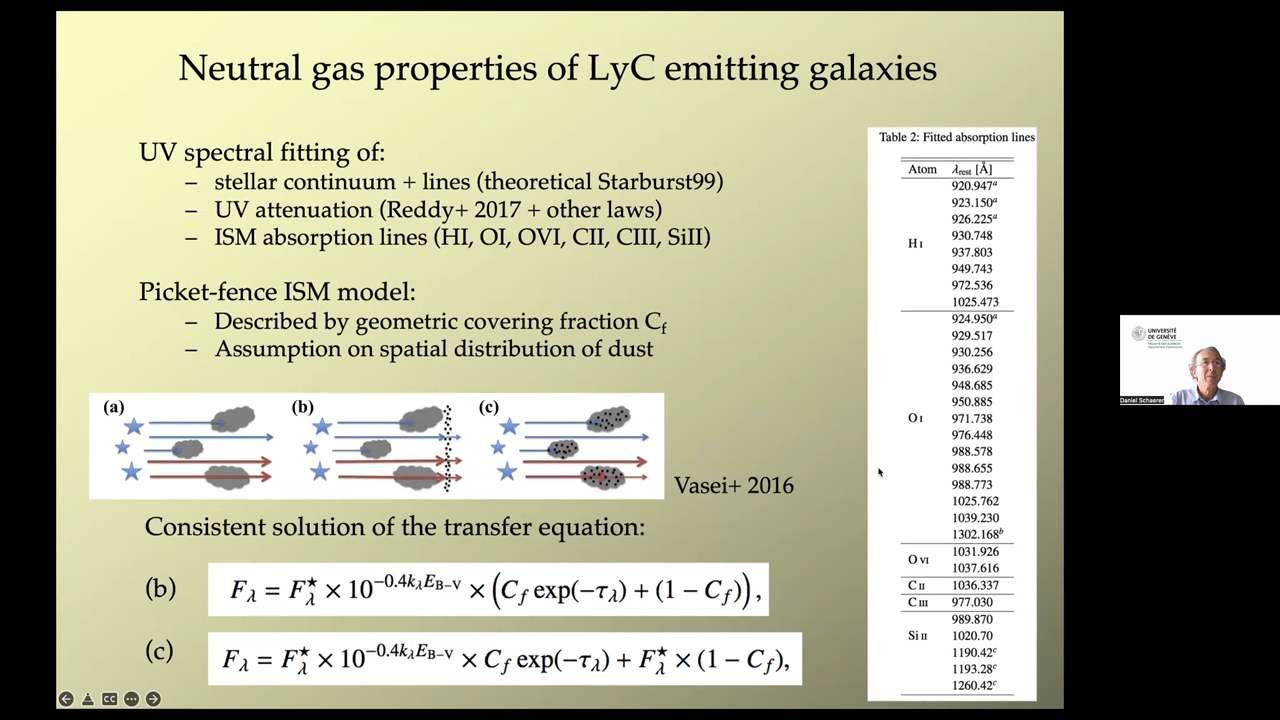 Neutral gas properties of LyC emitting galaxies
UV spectral fitting of:
– stellar continuum + lines (theoretical Starburst99)
– UV attenuation (Reddy+ 2017 + other laws)
– ISM absorption lines (HI, OI, OVI, CII, CIII, SiII)
Picket-fence ISM model:
– Described by geometric covering fraction C_f
– Assumption on spatial distribution of dust
(a) (b) (c)
Vasei+ 2016
Consistent solution of the transfer equation:
(b) F_λ = F_λ^★ × 10^{−0.4k_λE_{B−V}} × (C_f exp(−τ_λ) + (1 − C_f)),
(c) F_λ = F_λ^★ × 10^{−0.4k_λE_{B−V}} × C_f exp(−τ_λ) + F_λ^★ × (1 − C_f),
CC
Table 2: Fitted absorption lines
Atom λ_rest [Å]
920.947^a
923.150^a
926.225^a
930.748
H I
937.803
949.743
972.536
1025.473
924.950^a
929.517
930.256
936.629
948.685
950.885
O I 971.738
976.448
988.578
988.655
988.773
1025.762
1039.230
1302.168^b
1031.926
O VI
1037.616
C II 1036.337
C III 977.030
989.870
Si II 1020.70
1190.42^c
1193.28^c
1260.42^c
UNIVERSITÉ
DE GENÈVE
Daniel Schaerer